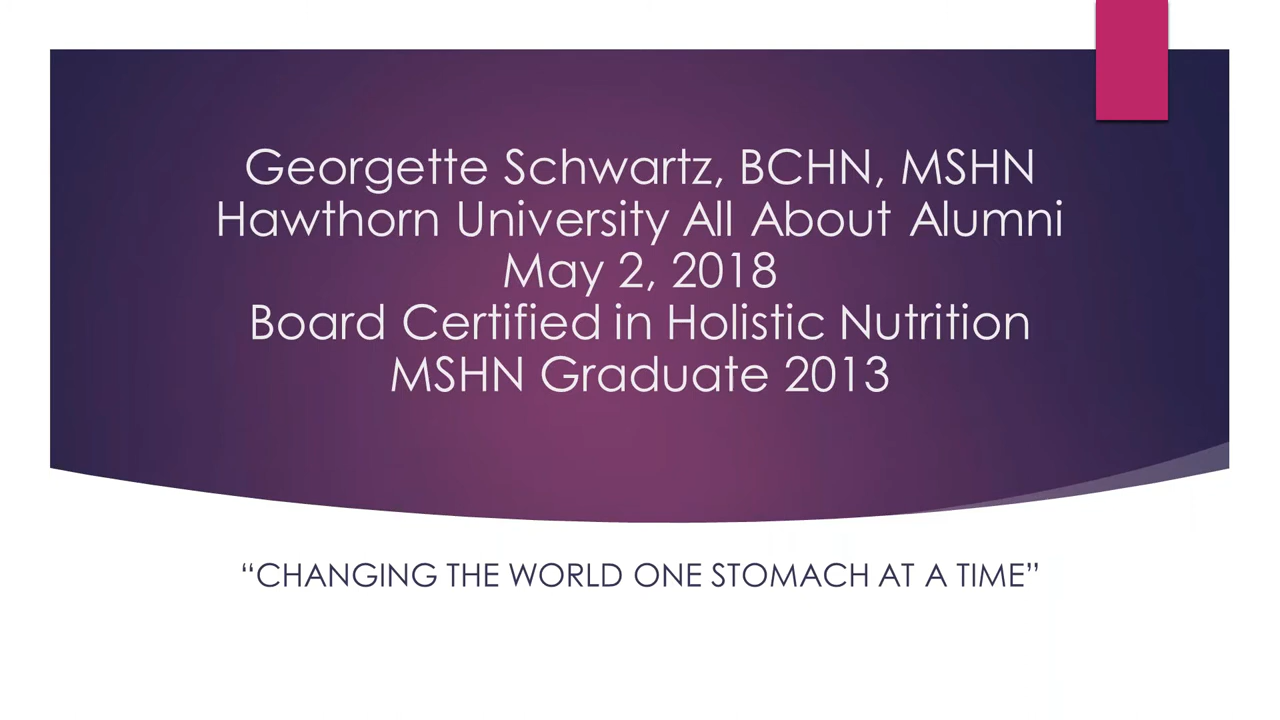 Georgette Schwartz, BCHN, MSHN
Hawthorn University All About Alumni
May 2, 2018
Board Certified in Holistic Nutrition
MSHN Graduate 2013
“CHANGING THE WORLD ONE STOMACH AT A TIME”